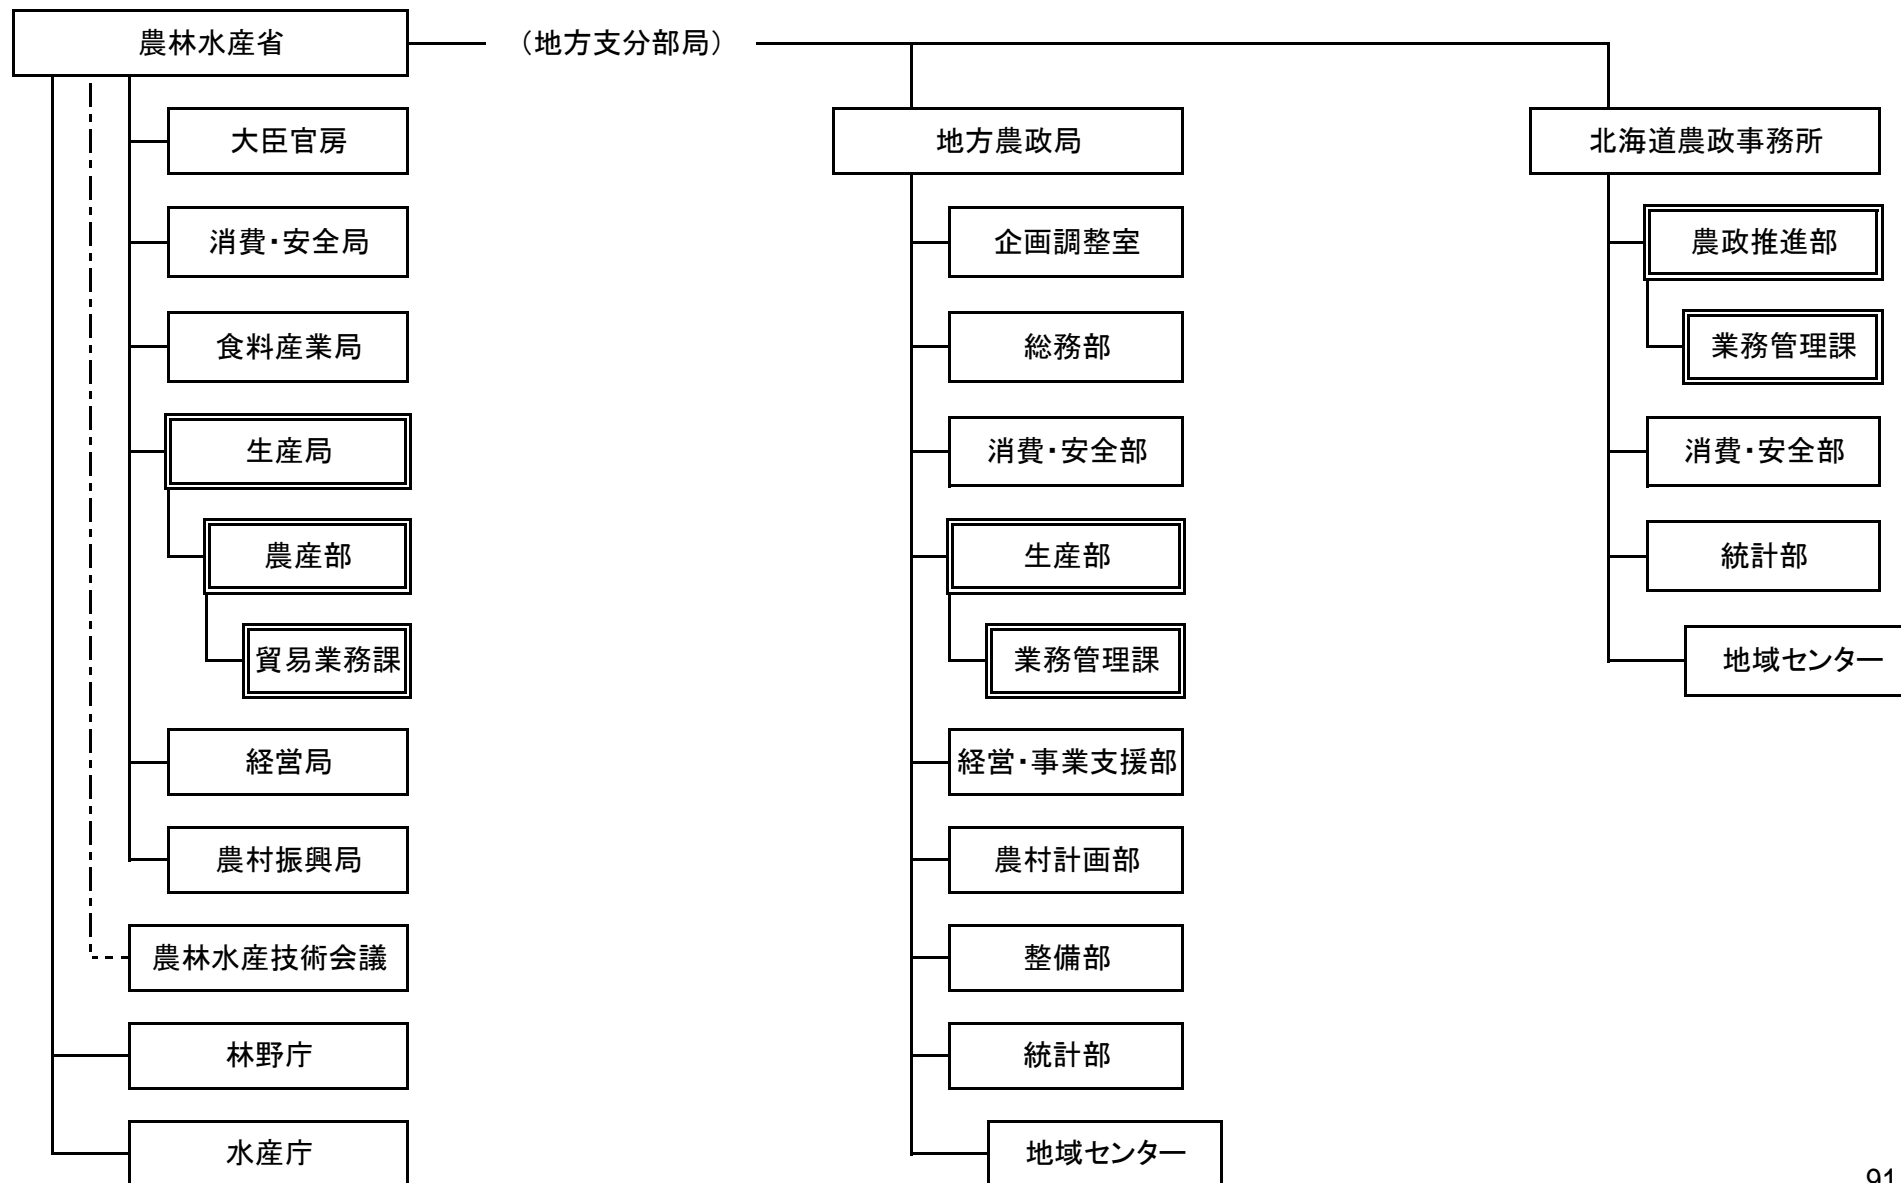 農林水産省
（地方支分部局）
大臣官房
消費・安全局
食料産業局
生産局
農産部
貿易業務課
経営局
農村振興局
農林水産技術会議
林野庁
水産庁
地方農政局
企画調整室
総務部
消費・安全部
生産部
業務管理課
経営・事業支援部
農村計画部
整備部
統計部
地域センター
北海道農政事務所
農政推進部
業務管理課
消費・安全部
統計部
地域センター
91